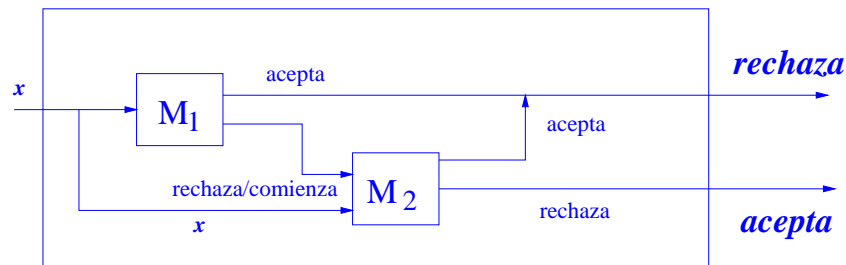 rechaza
acepta
x
M1
acepta
rechaza/comienza
M2
rechaza
x
acepta